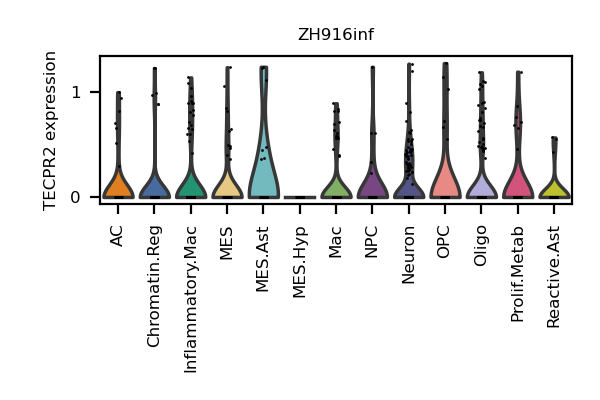 ZH916inf
TECPR2 expression
1
0
AC
Chromatin.Reg
Inflammatory.Mac
MES
MES.Ast
MES.Hyp
Mac
NPC
Neuron
OPC
Oligo
Prolif.Metab
Reactive.Ast